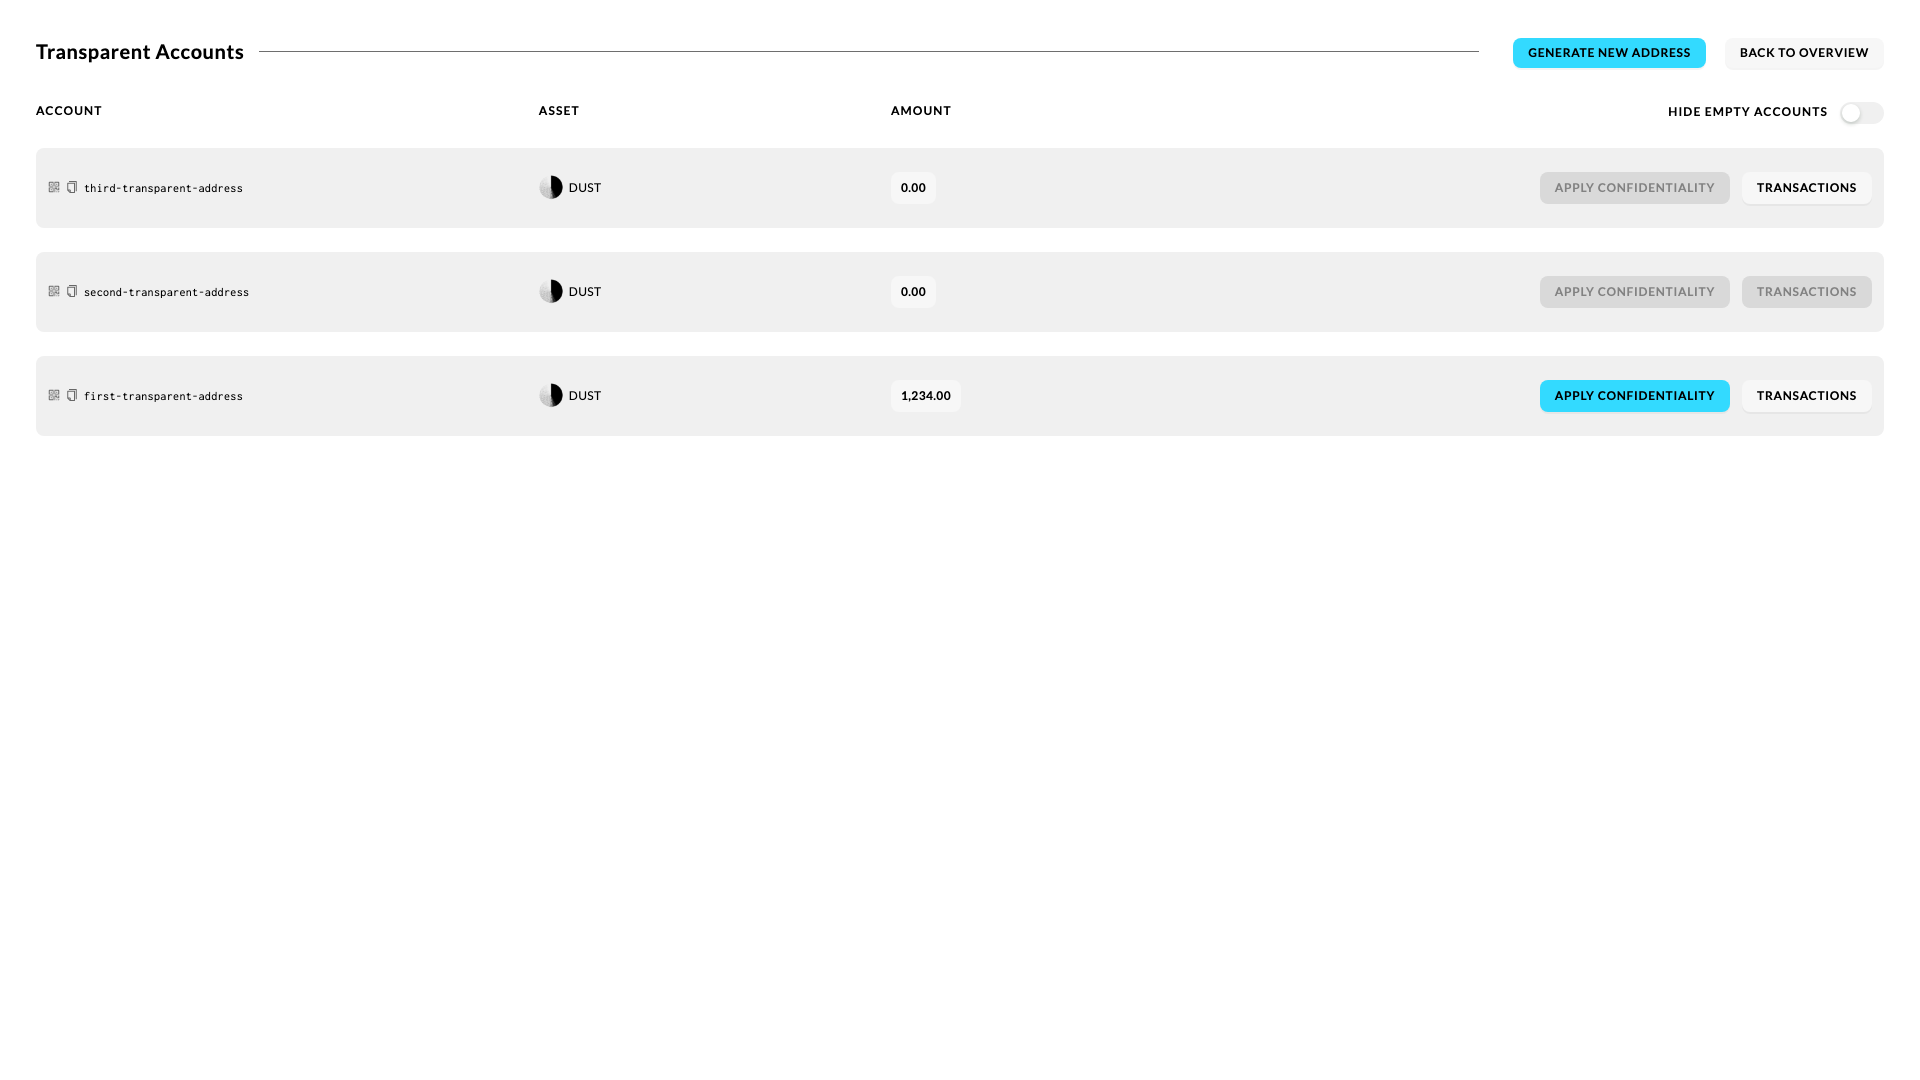 Transparent Accounts
GENERATE NEW ADDRESS
BACK TO OVERVIEW
ACCOUNT
ASSET
AMOUNT
HIDE EMPTY ACCOUNTS
third-transparent-address
DUST
0.00
APPLY CONFIDENTIALITY
TRANSACTIONS
second-transparent-address
DUST
0.00
APPLY CONFIDENTIALITY
TRANSACTIONS
first-transparent-address
DUST
1,234.00
APPLY CONFIDENTIALITY
TRANSACTIONS